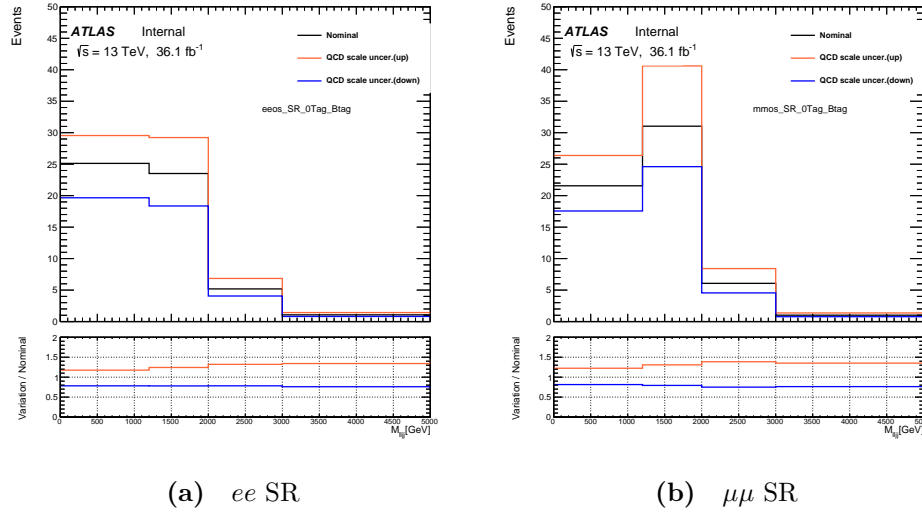 Events
50
45
40
35
30
25
20
15
10
5
0
ATLAS Internal
√s = 13 TeV, 36.1 fb⁻¹
Nominal
QCD scale uncer.(up)
QCD scale uncer.(down)
eeos_SR_0Tag_Btag
Variation / Nominal
2
1.5
1
0.5
0
0 500 1000 1500 2000 2500 3000 3500 4000 4500 5000
M_lljj[GeV]
(a) ee SR
Events
50
45
40
35
30
25
20
15
10
5
0
ATLAS Internal
√s = 13 TeV, 36.1 fb⁻¹
Nominal
QCD scale uncer.(up)
QCD scale uncer.(down)
mmos_SR_0Tag_Btag
Variation / Nominal
2
1.5
1
0.5
0
0 500 1000 1500 2000 2500 3000 3500 4000 4500 5000
M_lljj[GeV]
(b) μμ SR